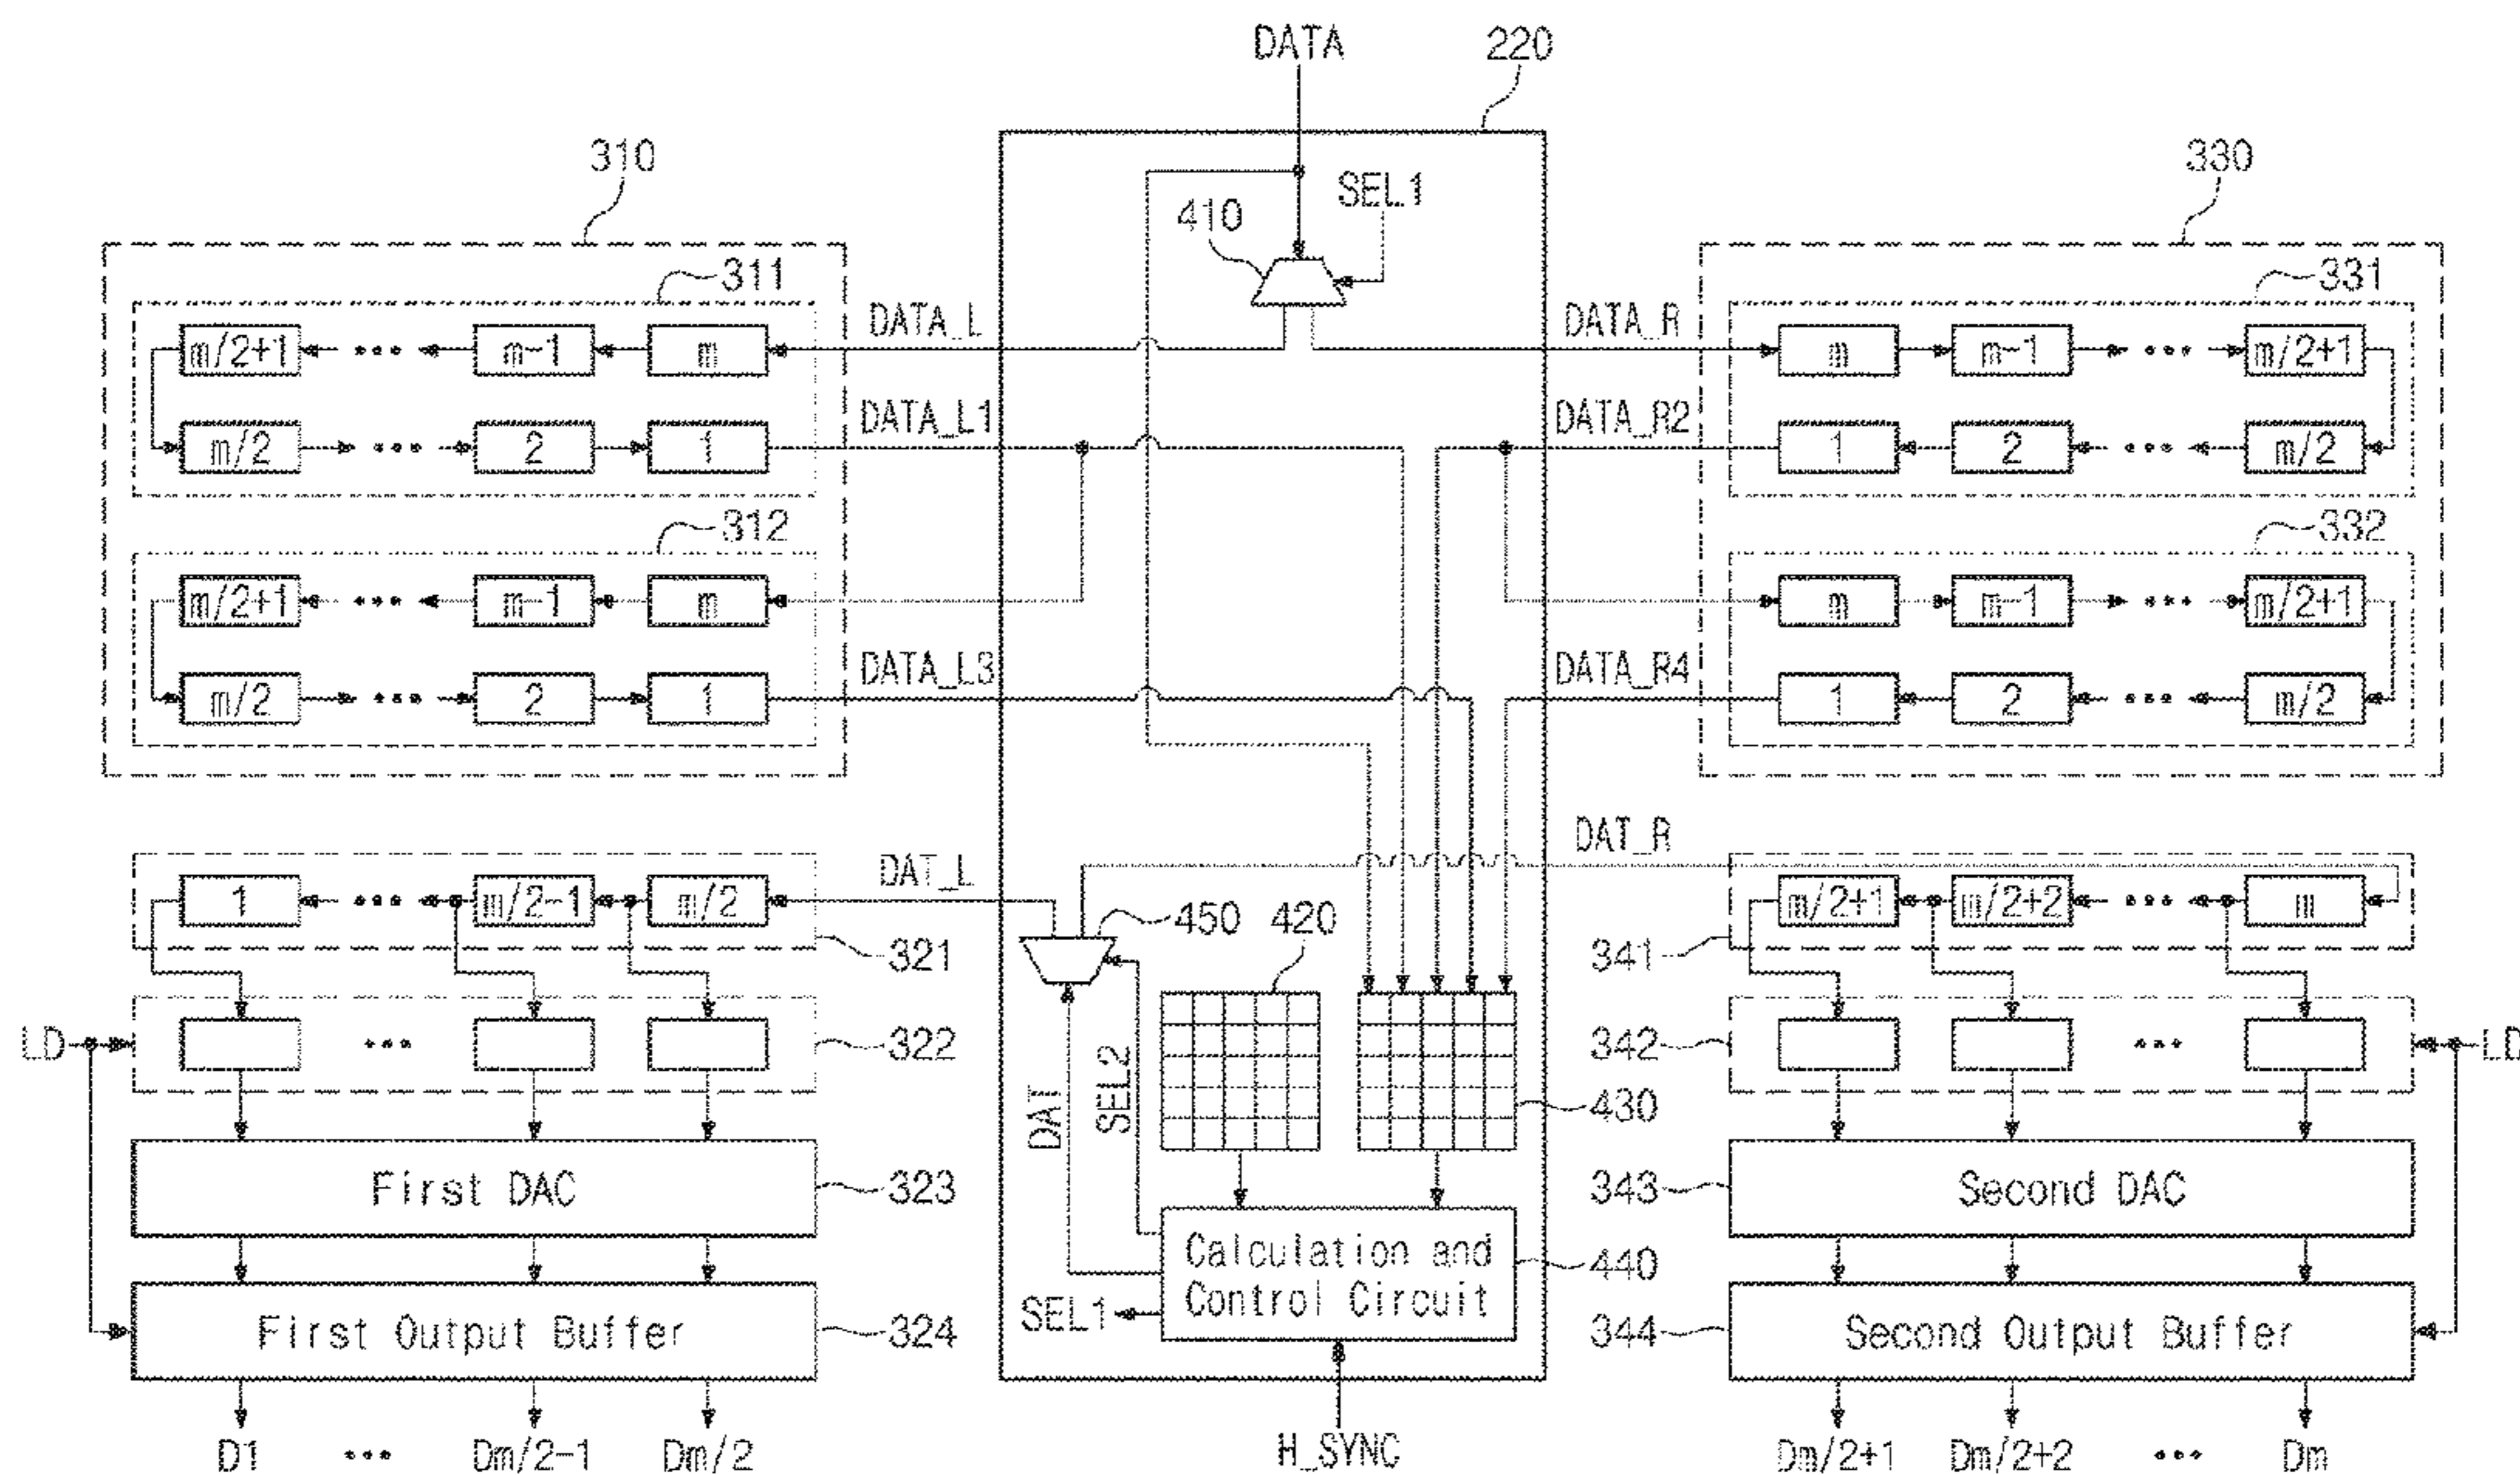 DATA
220
310
330
SEL1
410
311
331
DATA_L
DATA_R
m/2+1 ... m-1 m
m m-1 ... m/2+1
DATA_L1
DATA_R2
m/2 ... 2 1
1 2 ... m/2
312
332
m/2+1 ... m-1 m
m m-1 ... m/2+1
DATA_L3
DATA_R4
m/2 ... 2 1
1 2 ... m/2
DAT_R
DAT_L
1 ... m/2-1 m/2
m/2+1 m/2+2 ... m
450
420
321
341
LD
...
322
DAT
SEL2
342
...
LD
430
First DAC
323
343
Second DAC
Calculation and
Control Circuit
440
SEL1
First Output Buffer
324
344
Second Output Buffer
D1 ... Dm/2-1 Dm/2
H_SYNC
Dm/2+1 Dm/2+2 ... Dm